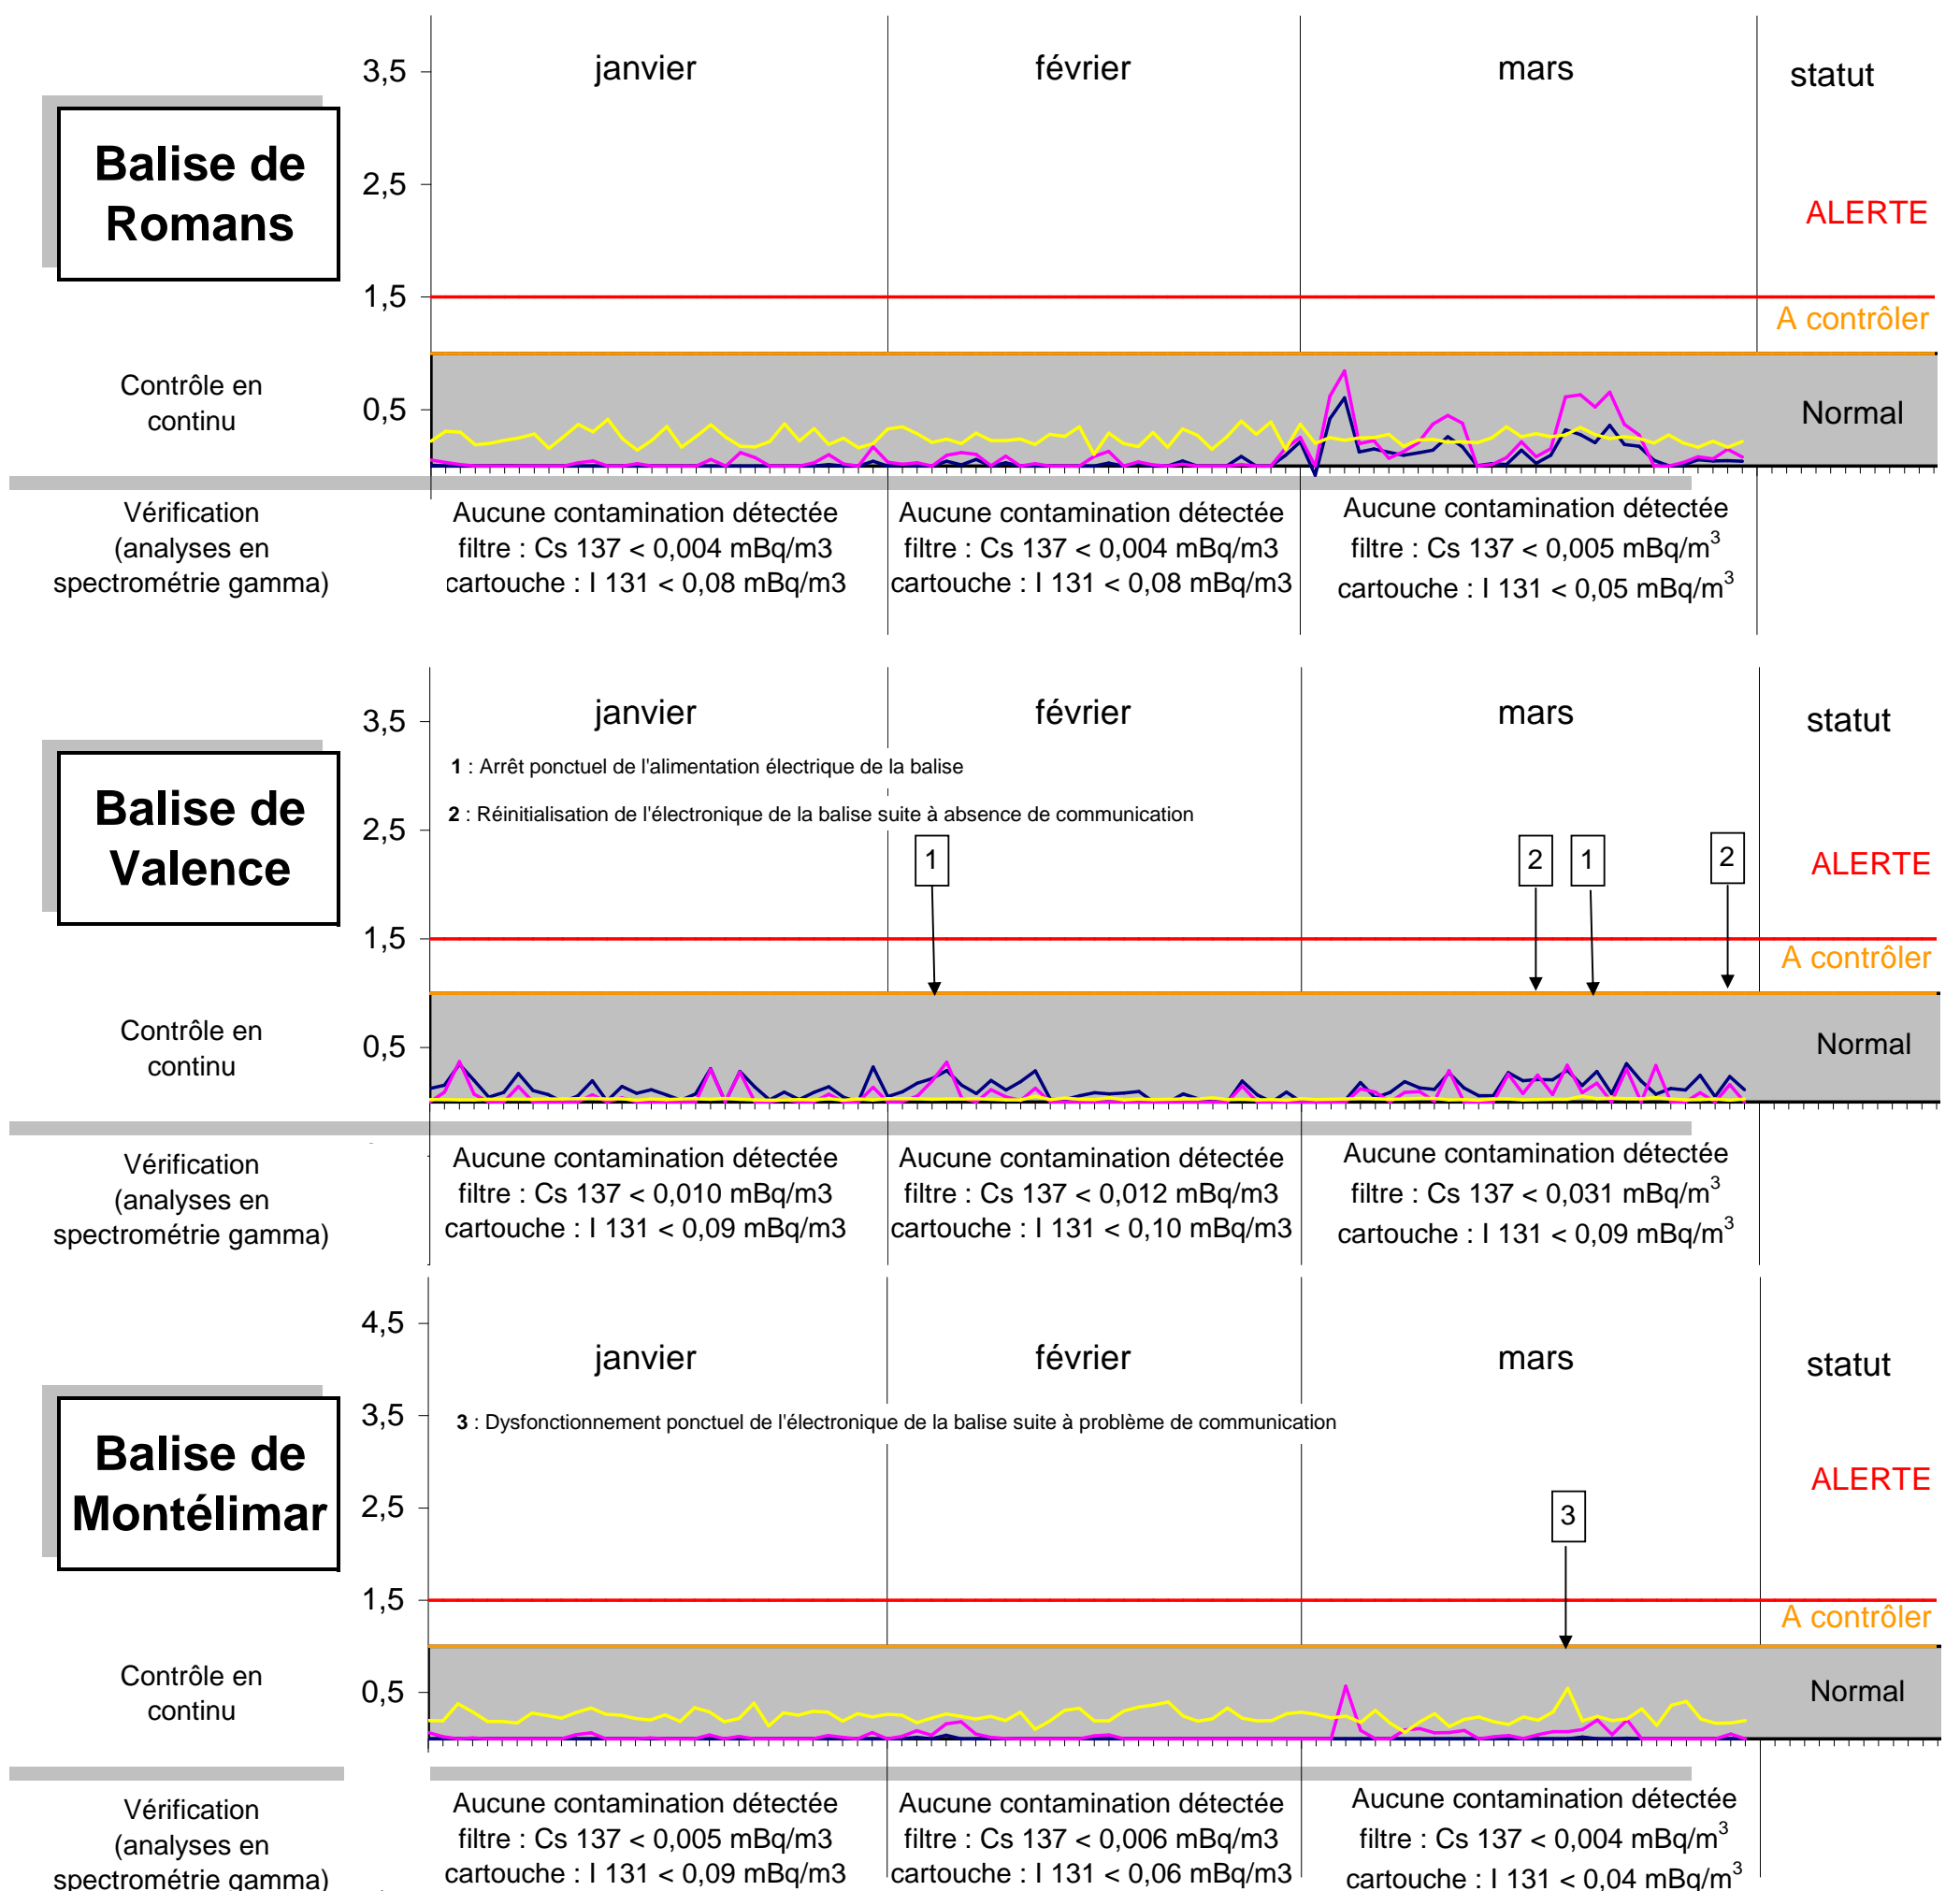 janvier
février
mars
statut
3,5
2,5
1,5
0,5
Balise de
Romans
ALERTE
A contrôler
Normal
Contrôle en
continu
Vérification
(analyses en
spectrométrie gamma)
Aucune contamination détectée
filtre : Cs 137 < 0,004 mBq/m3
cartouche : I 131 < 0,08 mBq/m3
Aucune contamination détectée
filtre : Cs 137 < 0,004 mBq/m3
cartouche : I 131 < 0,08 mBq/m3
Aucune contamination détectée
filtre : Cs 137 < 0,005 mBq/m³
cartouche : I 131 < 0,05 mBq/m³
janvier
février
mars
statut
3,5
2,5
1,5
0,5
Balise de
Valence
1 : Arrêt ponctuel de l'alimentation électrique de la balise
2 : Réinitialisation de l'électronique de la balise suite à absence de communication
1
2
1
2
ALERTE
A contrôler
Normal
Contrôle en
continu
Vérification
(analyses en
spectrométrie gamma)
Aucune contamination détectée
filtre : Cs 137 < 0,010 mBq/m3
cartouche : I 131 < 0,09 mBq/m3
Aucune contamination détectée
filtre : Cs 137 < 0,012 mBq/m3
cartouche : I 131 < 0,10 mBq/m3
Aucune contamination détectée
filtre : Cs 137 < 0,031 mBq/m³
cartouche : I 131 < 0,09 mBq/m³
janvier
février
mars
statut
4,5
3,5
2,5
1,5
0,5
Balise de
Montélimar
3 : Dysfonctionnement ponctuel de l'électronique de la balise suite à problème de communication
3
ALERTE
A contrôler
Normal
Contrôle en
continu
Vérification
(analyses en
spectrométrie gamma)
Aucune contamination détectée
filtre : Cs 137 < 0,005 mBq/m3
cartouche : I 131 < 0,09 mBq/m3
Aucune contamination détectée
filtre : Cs 137 < 0,006 mBq/m3
cartouche : I 131 < 0,06 mBq/m3
Aucune contamination détectée
filtre : Cs 137 < 0,004 mBq/m³
cartouche : I 131 < 0,04 mBq/m³